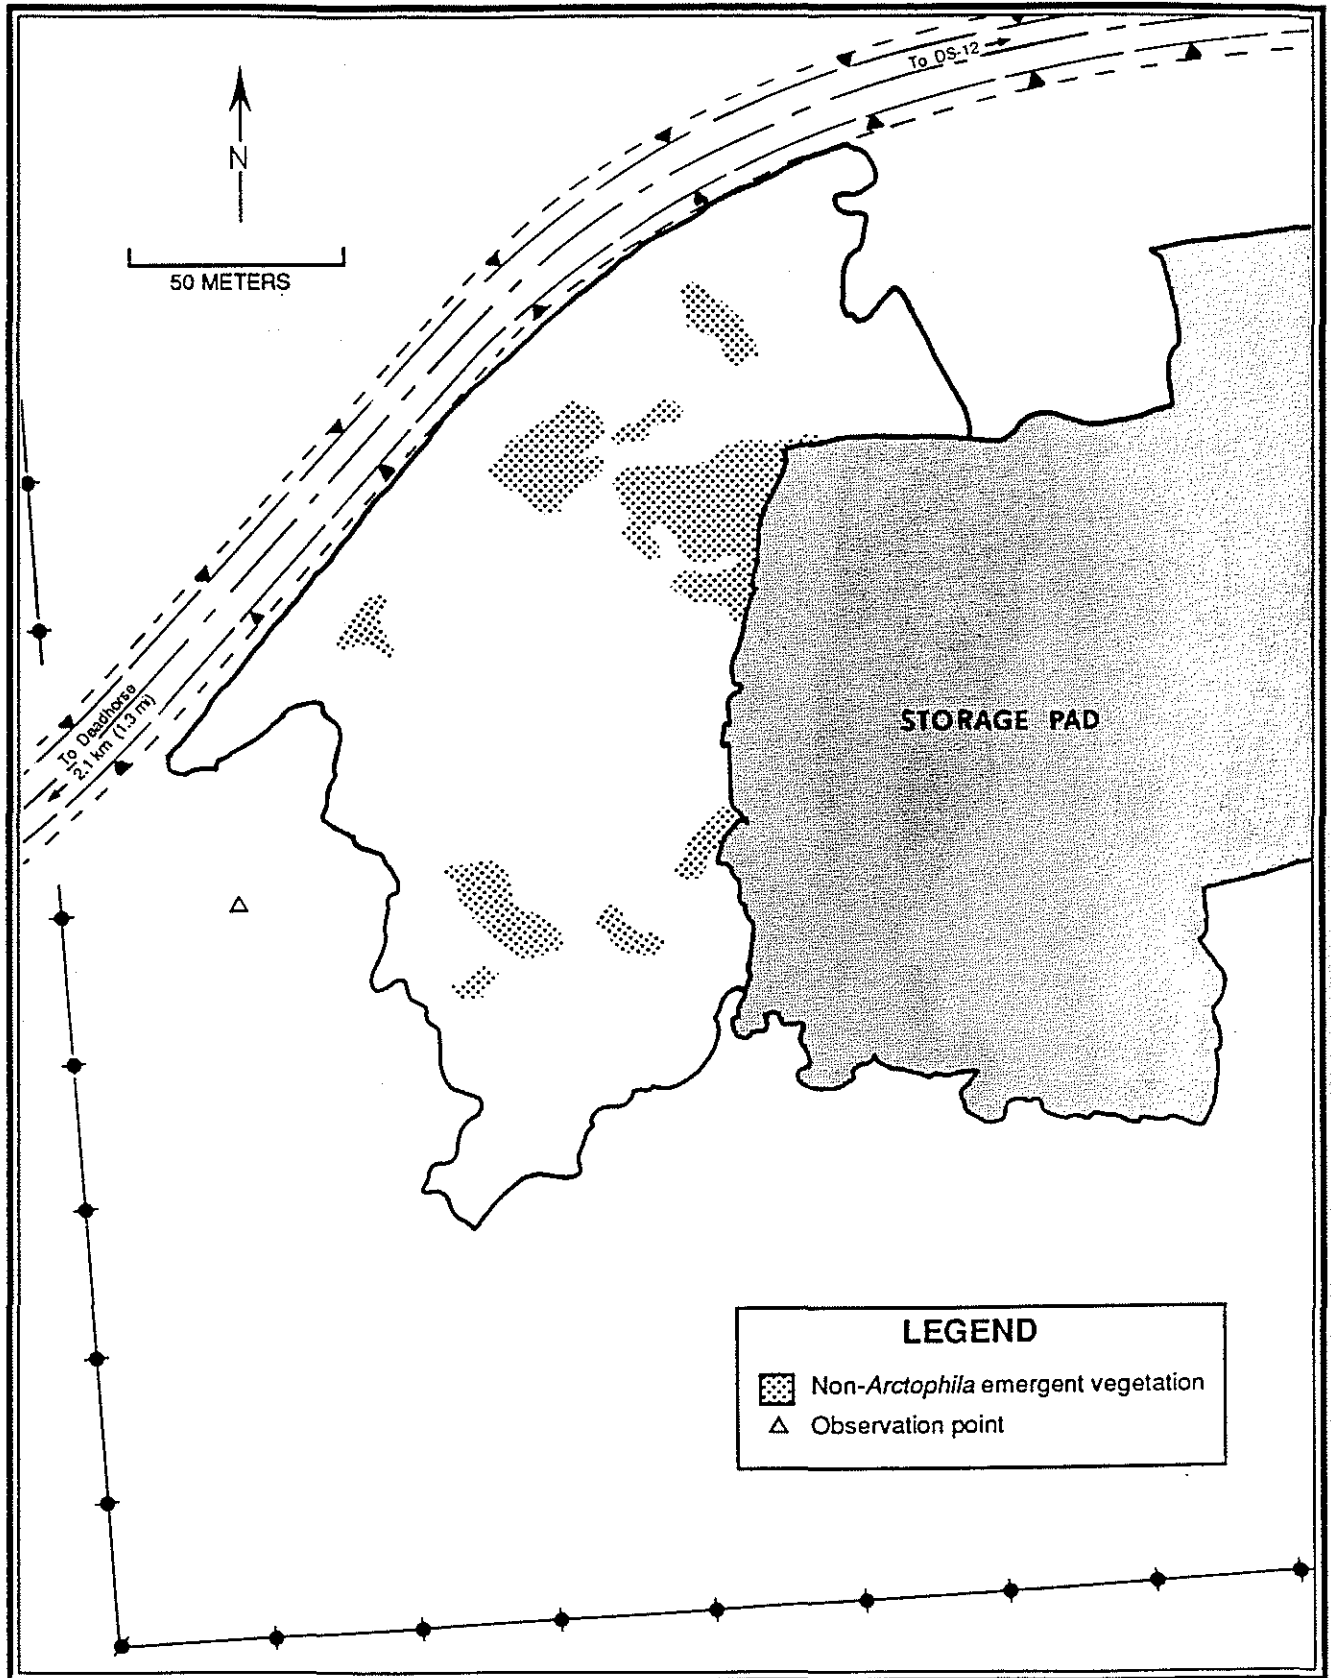 To DS-12
N
50 METERS
To Deadhorse
2.1 km (1.3 mi)
STORAGE PAD
LEGEND
Non-Arctophila emergent vegetation
Observation point